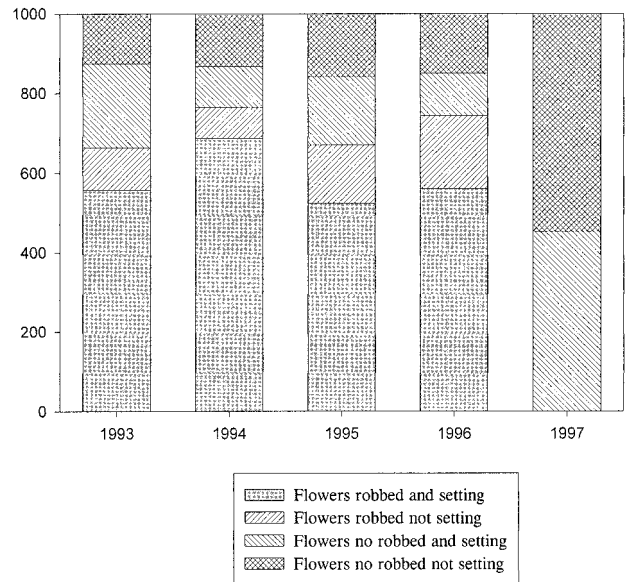 1000
800
600
400
200
0
1993 1994 1995 1996 1997
Flowers robbed and setting
Flowers robbed not setting
Flowers no robbed and setting
Flowers no robbed not setting